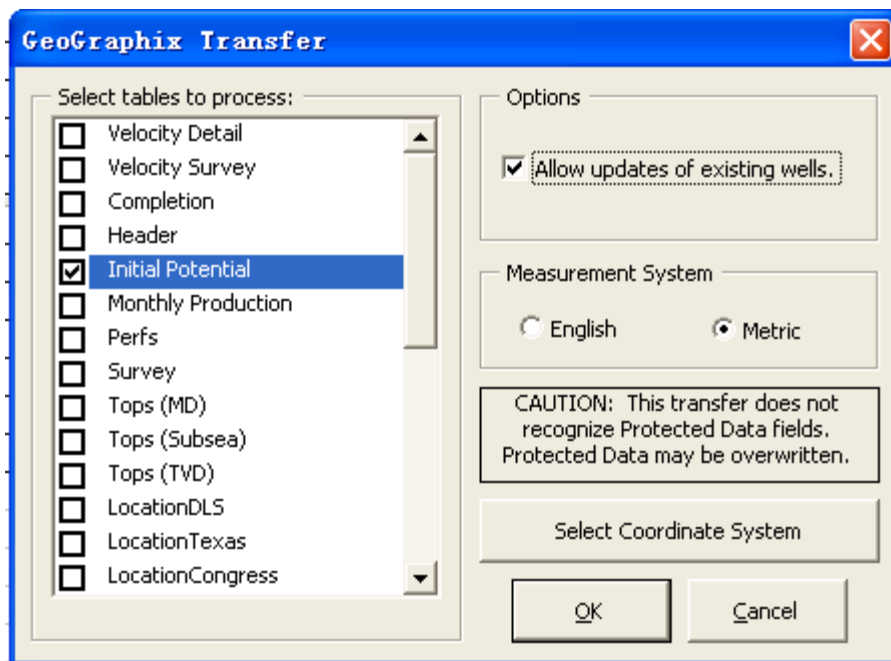 GeoGraphix Transfer
Select tables to process:
Velocity Detail
Velocity Survey
Completion
Header
Initial Potential
Monthly Production
Perfs
Survey
Tops (MD)
Tops (Subsea)
Tops (TVD)
LocationDLS
LocationTexas
LocationCongress
Options
Allow updates of existing wells.
Measurement System
English
Metric
CAUTION: This transfer does not
recognize Protected Data fields.
Protected Data may be overwritten.
Select Coordinate System
OK
Cancel